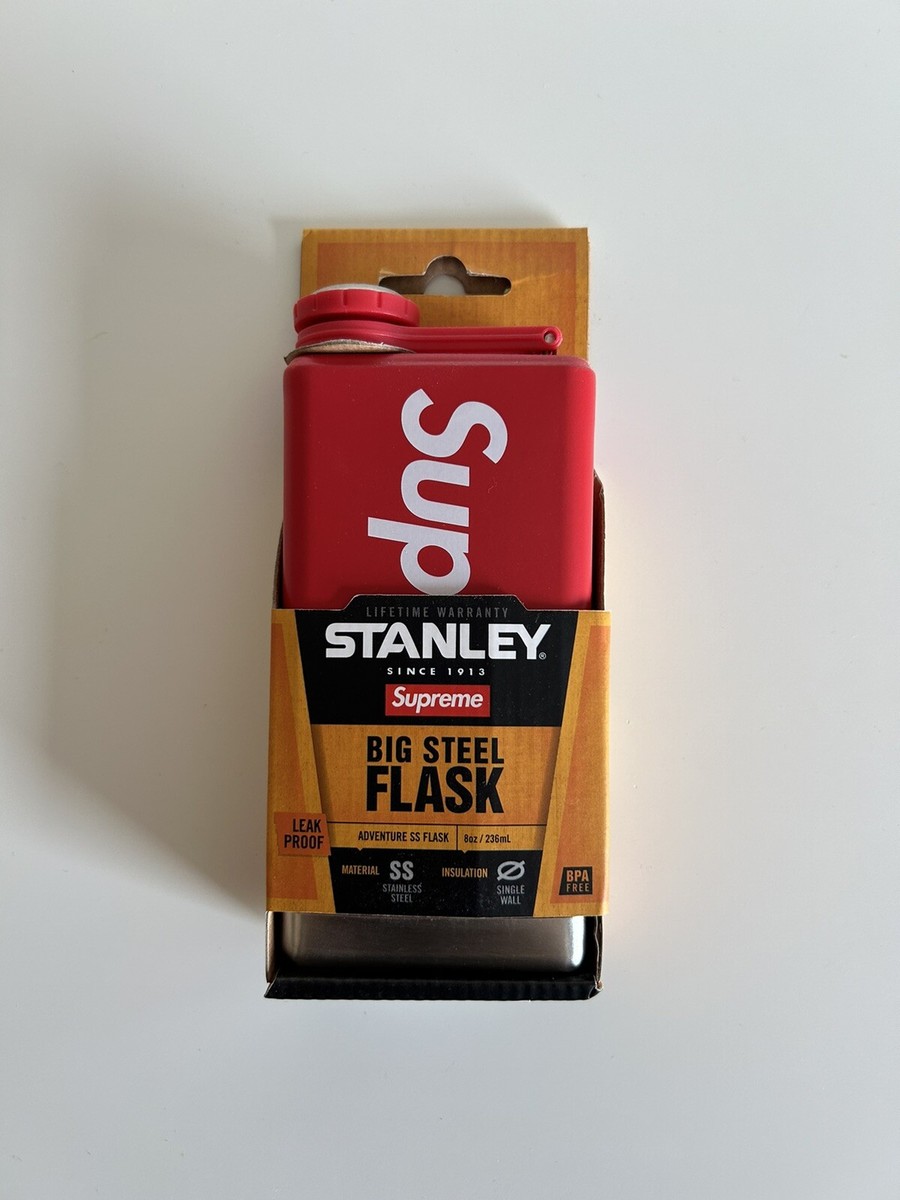 Sup
LIFETIME WARRANTY
STANLEY®
SINCE 1913
Supreme
BIG STEEL
FLASK
LEAK
PROOF
ADVENTURE SS FLASK 8oz / 236mL
MATERIAL SS
STAINLESS
STEEL
INSULATION
SINGLE
WALL
BPA
FREE